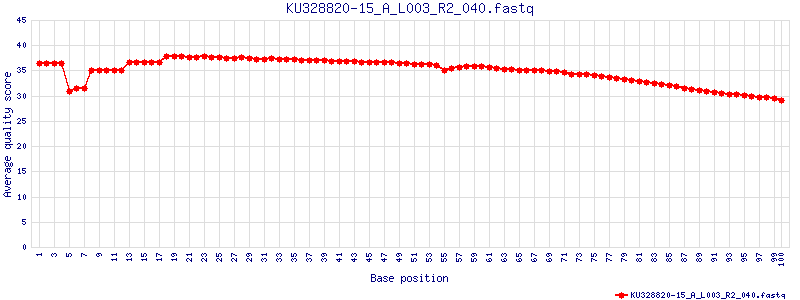 KU328820-15_A_L003_R2_040.fastq
45
40
35
30
25
20
15
10
5
0
Average quality score
1 3 5 7 9 11 13 15 17 19 21 23 25 27 29 31 33 35 37 39 41 43 45 47 49 51 53 55 57 59 61 63 65 67 69 71 73 75 77 79 81 83 85 87 89 91 93 95 97 99 100
Base position
KU328820-15_A_L003_R2_040.fastq